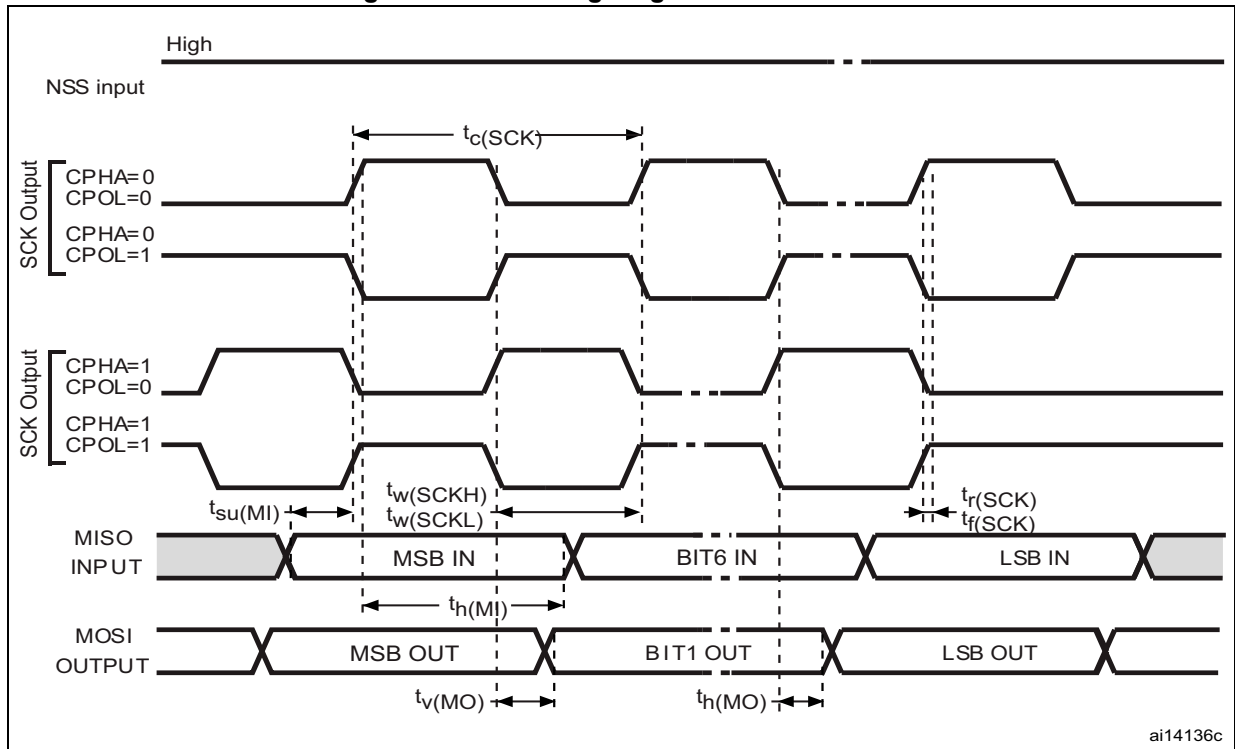 High
NSS input
tc(SCK)
SCK Output
CPHA=0
CPOL=0
CPHA=0
CPOL=1
SCK Output
CPHA=1
CPOL=0
CPHA=1
CPOL=1
tsu(MI)
tw(SCKH)
tw(SCKL)
tr(SCK)
tf(SCK)
MISO
INPUT
MSB IN
BIT6 IN
LSB IN
th(MI)
MOSI
OUTPUT
MSB OUT
BIT1 OUT
LSB OUT
tv(MO)
th(MO)
ai14136c